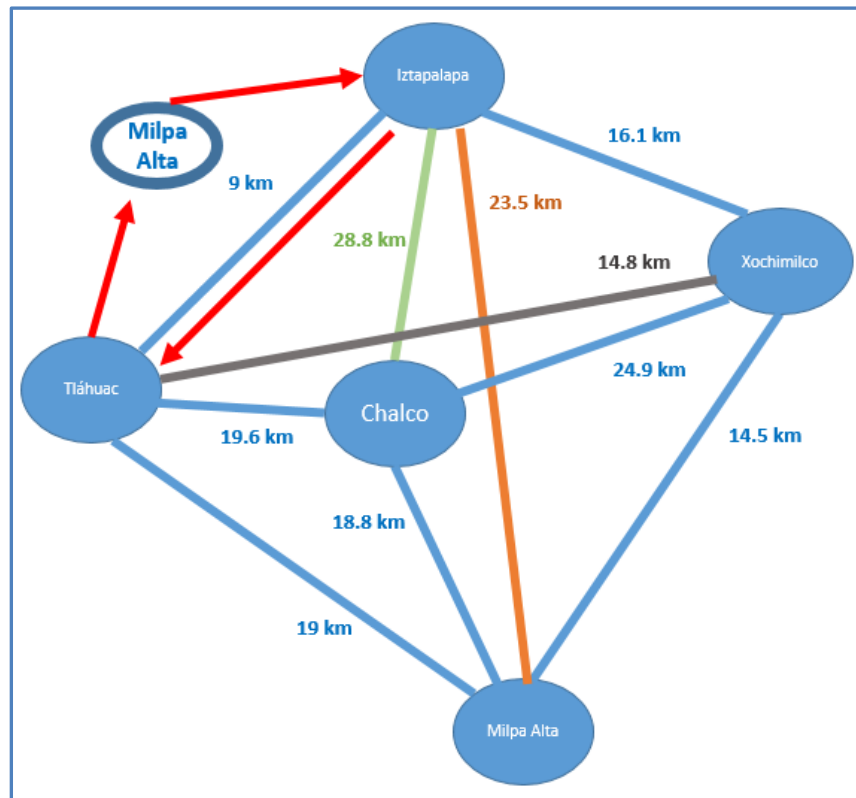 Iztapalapa
Milpa
Alta
16.1 km
9 km
23.5 km
28.8 km
14.8 km
Xochimilco
Tláhuac
Chalco
24.9 km
19.6 km
14.5 km
18.8 km
19 km
Milpa Alta